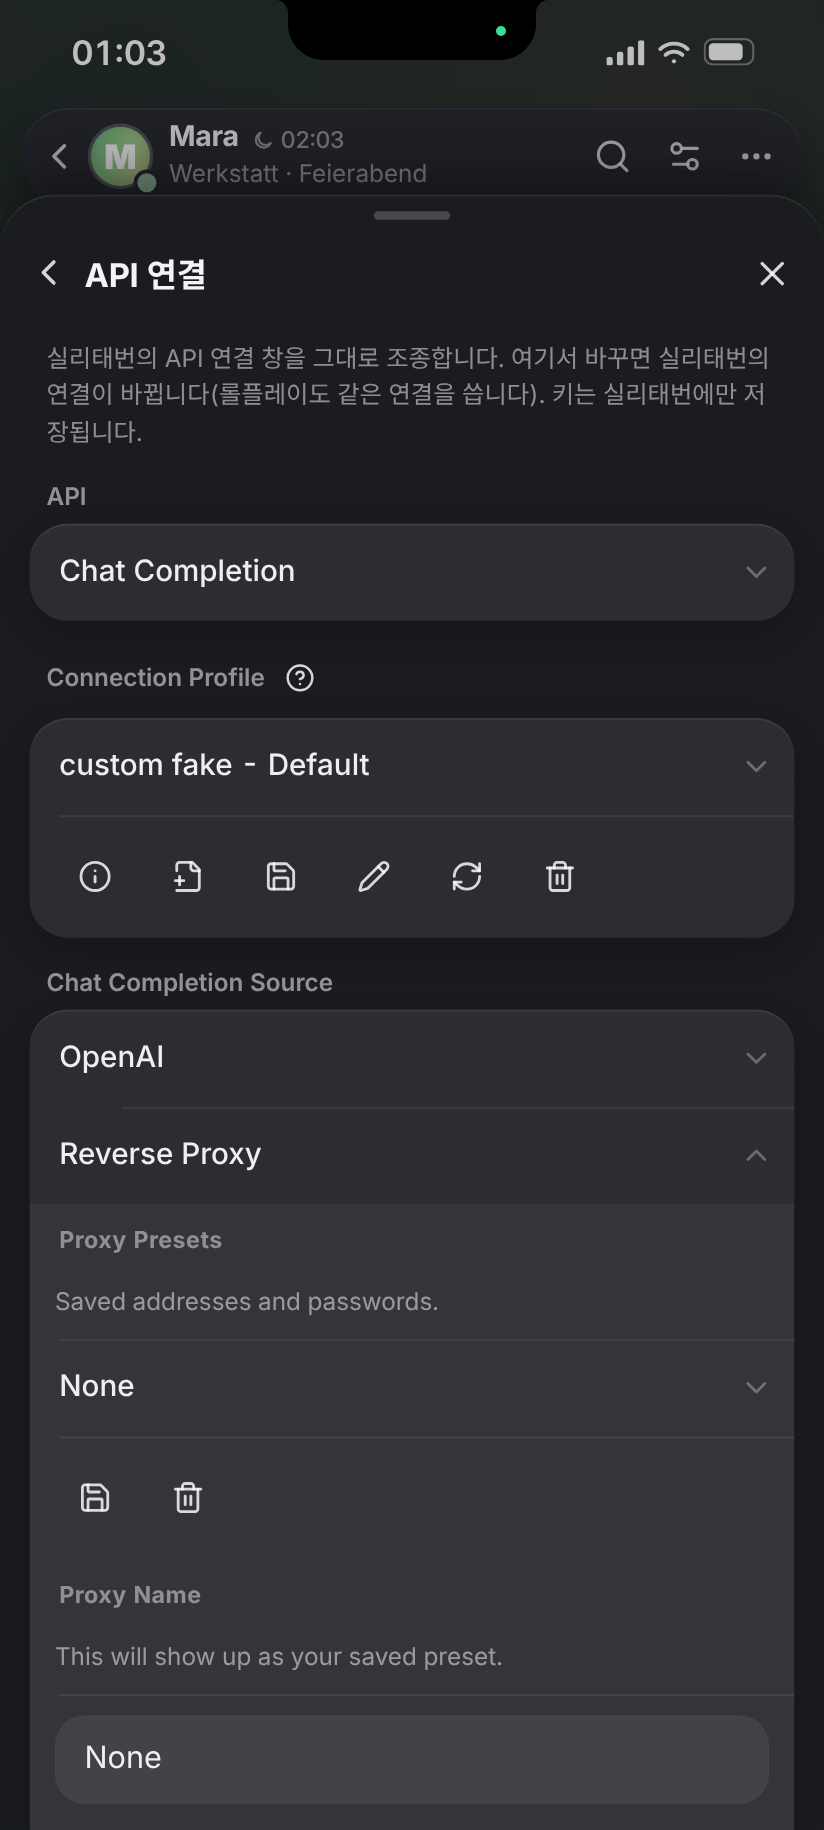 01:03
Mara 02:03
M
Werkstatt · Feierabend
API 연결
실리태번의 API 연결 창을 그대로 조종합니다. 여기서 바꾸면 실리태번의
연결이 바뀝니다(롤플레이도 같은 연결을 씁니다). 키는 실리태번에만 저
장됩니다.
API
Chat Completion
Connection Profile
custom fake - Default
Chat Completion Source
OpenAI
Reverse Proxy
Proxy Presets
Saved addresses and passwords.
None
Proxy Name
This will show up as your saved preset.
None